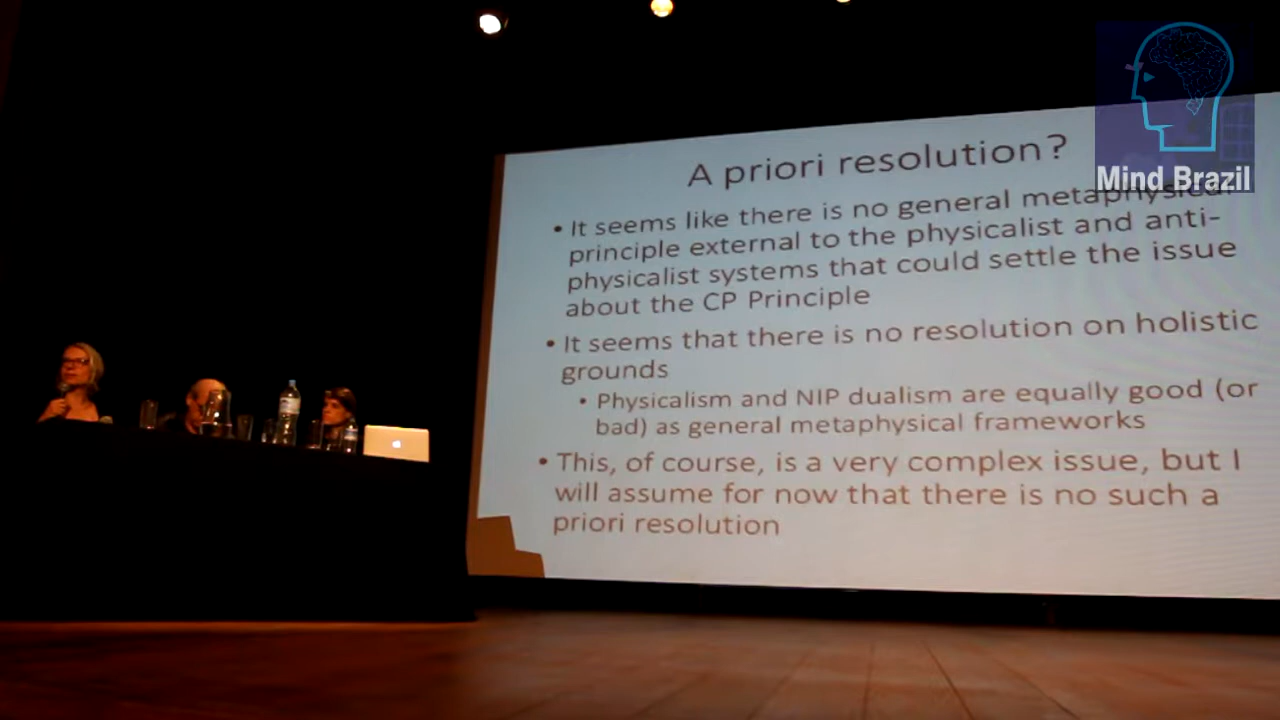 Mind Brazil
A priori resolution?
• It seems like there is no general metaphysical
principle external to the physicalist and anti-
physicalist systems that could settle the issue
about the CP Principle
• It seems that there is no resolution on holistic
grounds
• Physicalism and NIP dualism are equally good (or
bad) as general metaphysical frameworks
• This, of course, is a very complex issue, but I
will assume for now that there is no such a
priori resolution